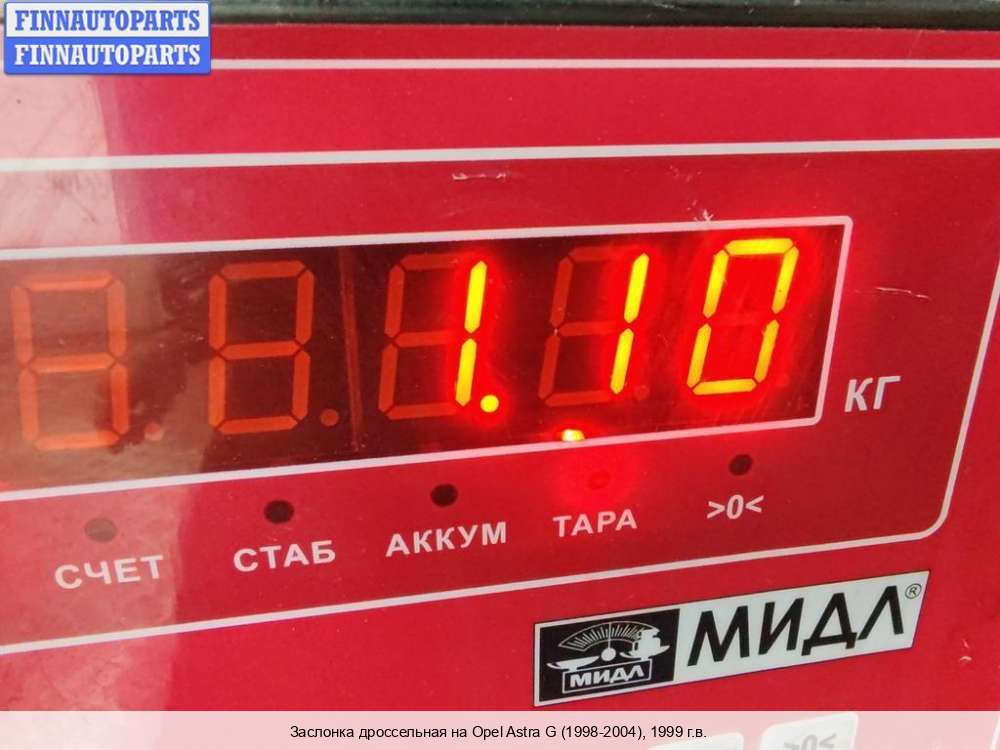 FINNAUTOPARTS
FINNAUTOPARTS
1.10
КГ
СЧЕТ СТАБ АККУМ ТАРА >0<
МИДЛ МИДЛ®
>0<
Заслонка дроссельная на Opel Astra G (1998-2004), 1999 г.в.